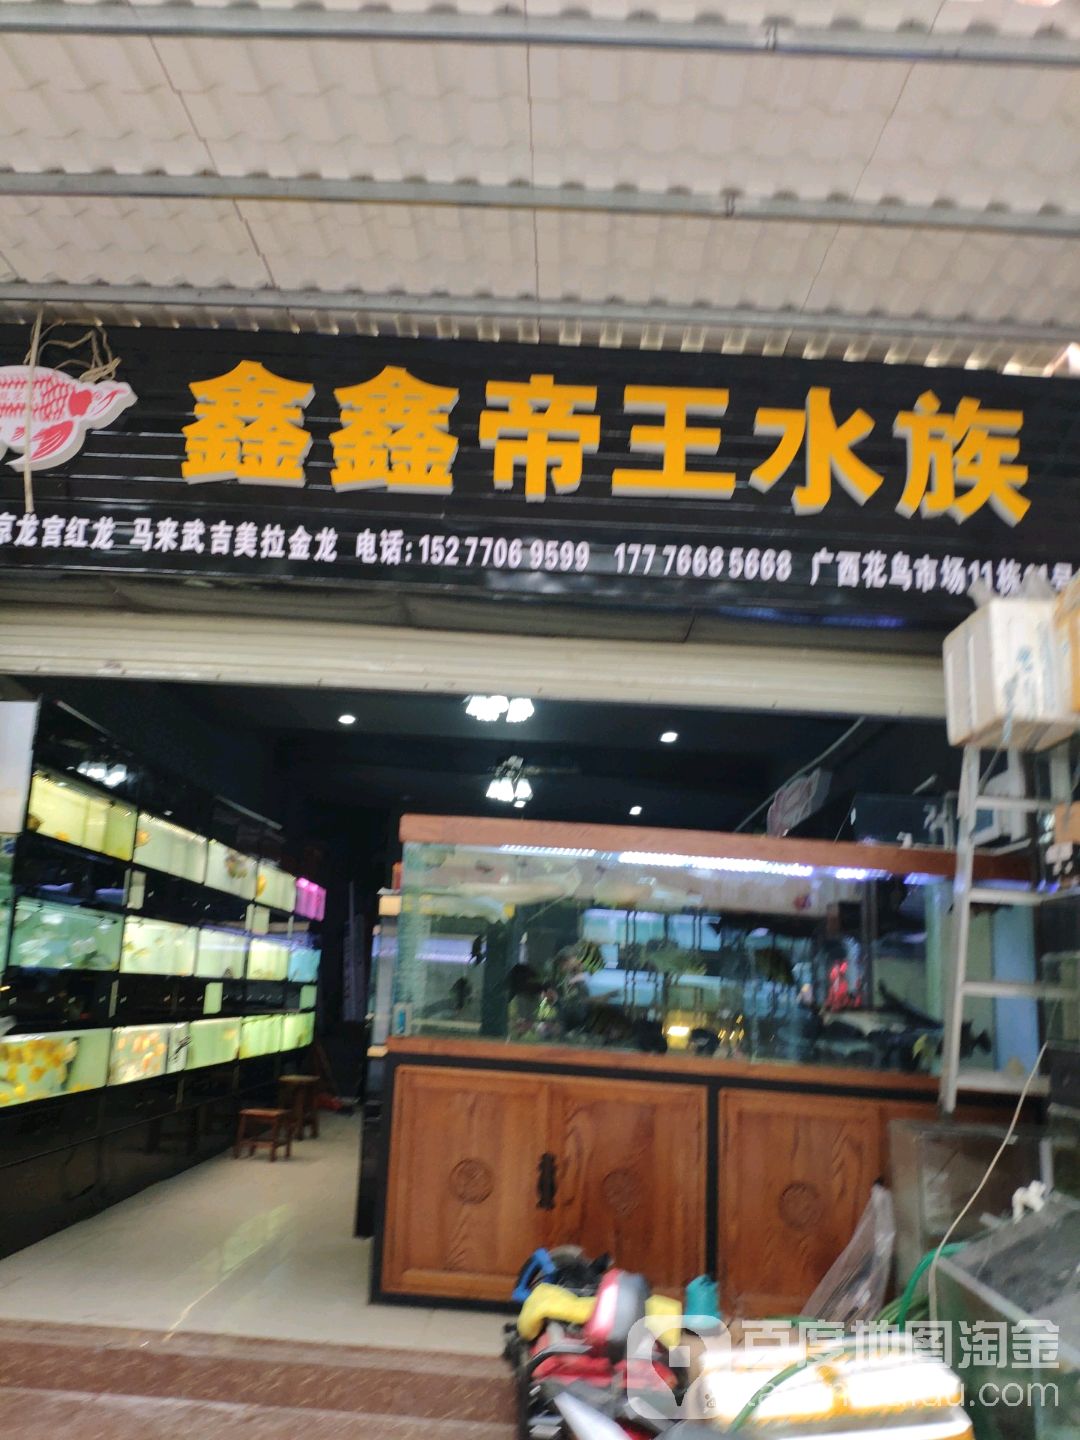 鑫鑫帝王水族
京龙宫红龙 马来武吉美拉金龙 电话:15277069599 17776685668 广西花鸟市场11栋
百度地图淘金